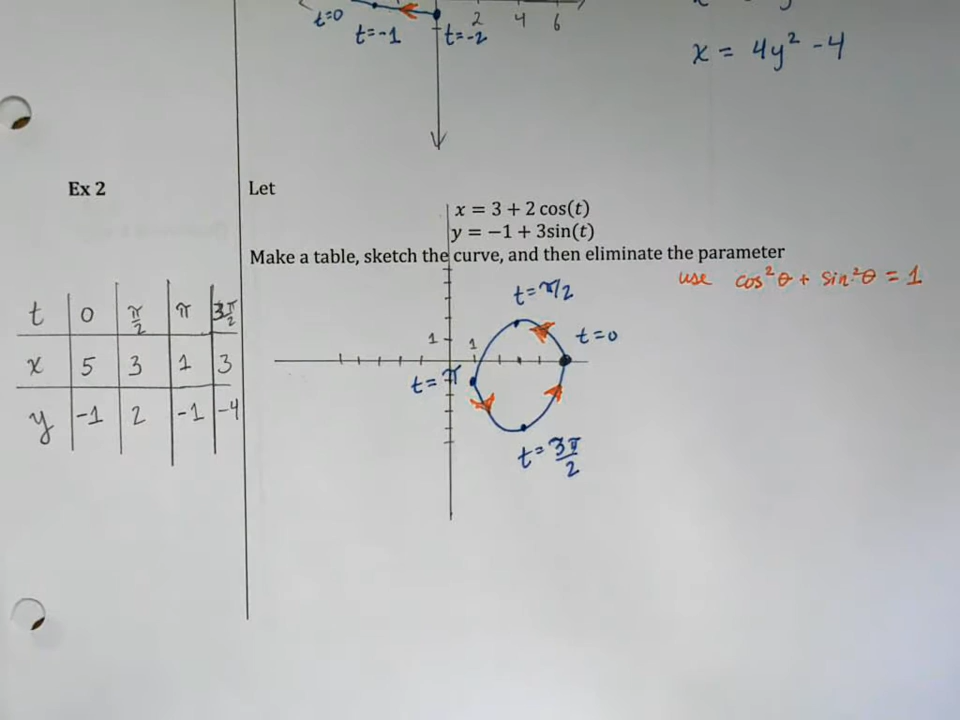 2 4 6
t=0
t=-1
t=-2
x = 4y² - 4
Ex 2
Let
x = 3 + 2 cos(t)
y = −1 + 3sin(t)
Make a table, sketch the curve, and then eliminate the parameter
use cos²θ + sin²θ = 1
t 0 π/2 π 3π/2
x 5 3 1 3
y -1 2 -1 -4
t=π/2
1 1
t=0
t=π
t=3π/2